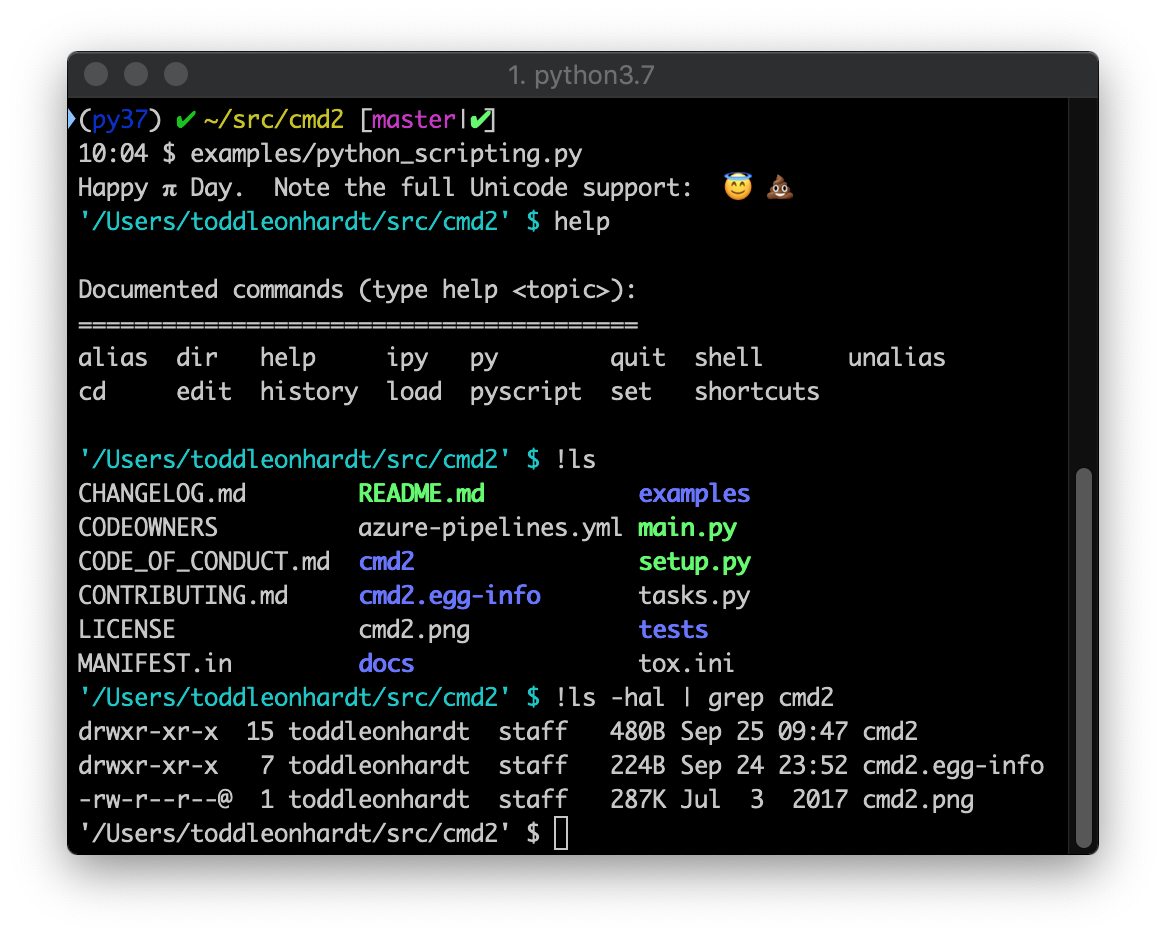 1. python3.7
(py37) ✔ ~/src/cmd2 [master|✔]
10:04 $ examples/python_scripting.py
Happy π Day.  Note the full Unicode support:  😇 💩
'/Users/toddleonhardt/src/cmd2' $ help
Documented commands (type help <topic>):
========================================
alias  dir   help     ipy   py        quit  shell      unalias
cd     edit  history  load  pyscript  set   shortcuts
'/Users/toddleonhardt/src/cmd2' $ !ls
CHANGELOG.md        README.md           examples
CODEOWNERS          azure-pipelines.yml main.py
CODE_OF_CONDUCT.md  cmd2                setup.py
CONTRIBUTING.md     cmd2.egg-info       tasks.py
LICENSE             cmd2.png            tests
MANIFEST.in         docs                tox.ini
'/Users/toddleonhardt/src/cmd2' $ !ls -hal | grep cmd2
drwxr-xr-x  15 toddleonhardt  staff   480B Sep 25 09:47 cmd2
drwxr-xr-x   7 toddleonhardt  staff   224B Sep 24 23:52 cmd2.egg-info
-rw-r--r--@  1 toddleonhardt  staff   287K Jul  3  2017 cmd2.png
'/Users/toddleonhardt/src/cmd2' $